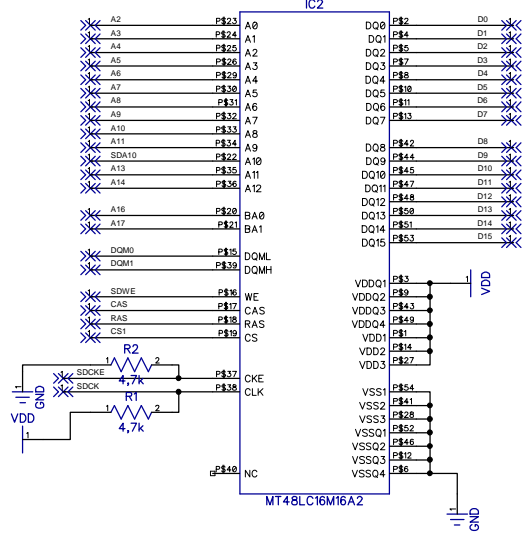 IC2
A2 P$23 A0 DQ0 P$2 D0
A3 P$24 A1 DQ1 P$4 D1
A4 P$25 A2 DQ2 P$5 D2
A5 P$26 A3 DQ3 P$7 D3
A6 P$29 A4 DQ4 P$8 D4
A7 P$30 A5 DQ5 P$10 D5
A8 P$31 A6 DQ6 P$11 D6
A9 P$32 A7 DQ7 P$13 D7
A10 P$33 A8
A11 P$34 A9 DQ8 P$42 D8
SDA10 P$22 A10 DQ9 P$44 D9
A13 P$35 A11 DQ10 P$45 D10
A14 P$36 A12 DQ11 P$47 D11
DQ12 P$48 D12
A16 P$20 BA0 DQ13 P$50 D13
A17 P$21 BA1 DQ14 P$51 D14
DQ15 P$53 D15
DQM0 P$15 DQML
DQM1 P$39 DQMH
VDDQ1 P$3 1 VDD
SDWE P$16 WE VDDQ2 P$9
CAS P$17 CAS VDDQ3 P$43
RAS P$18 RAS VDDQ4 P$49
CS1 P$19 CS VDD1 P$1
R2 VDD2 P$14
1 2 VDD3 P$27
SDCKE 4,7k P$37 CKE
SDCK P$38 CLK VSS1 P$54
1 GND R1 VSS2 P$41
VDD 1 2 VSS3 P$28
4,7k VSSQ1 P$52
1 VSSQ2 P$46
VSSQ3 P$12
P$40 NC VSSQ4 P$6
MT48LC16M16A2
1 GND